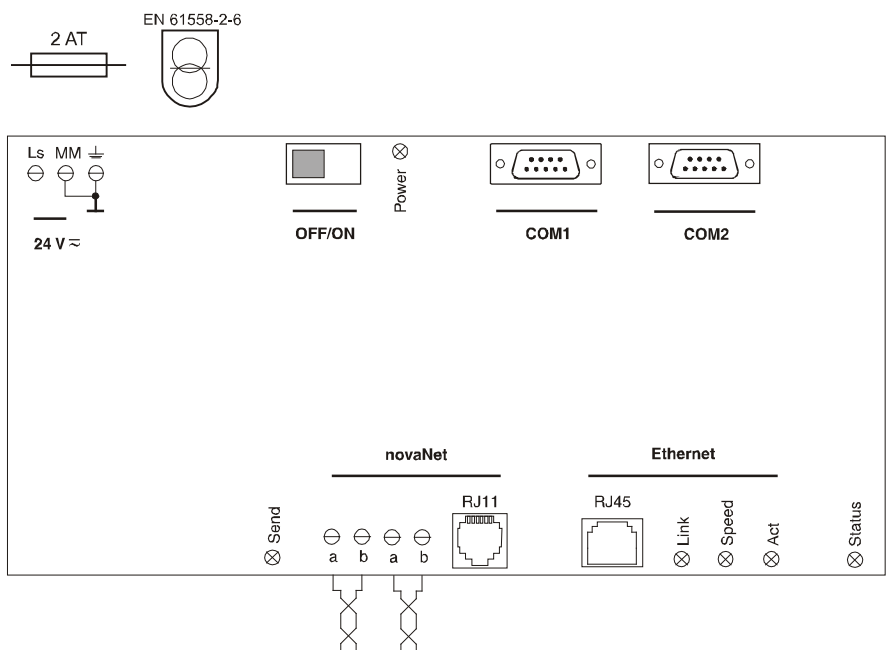 EN 61558-2-6
2 AT
Ls MM
Power
24 V
OFF/ON
COM1
COM2
novaNet
Ethernet
RJ11
RJ45
Send
a b a b
Link
Speed
Act
Status